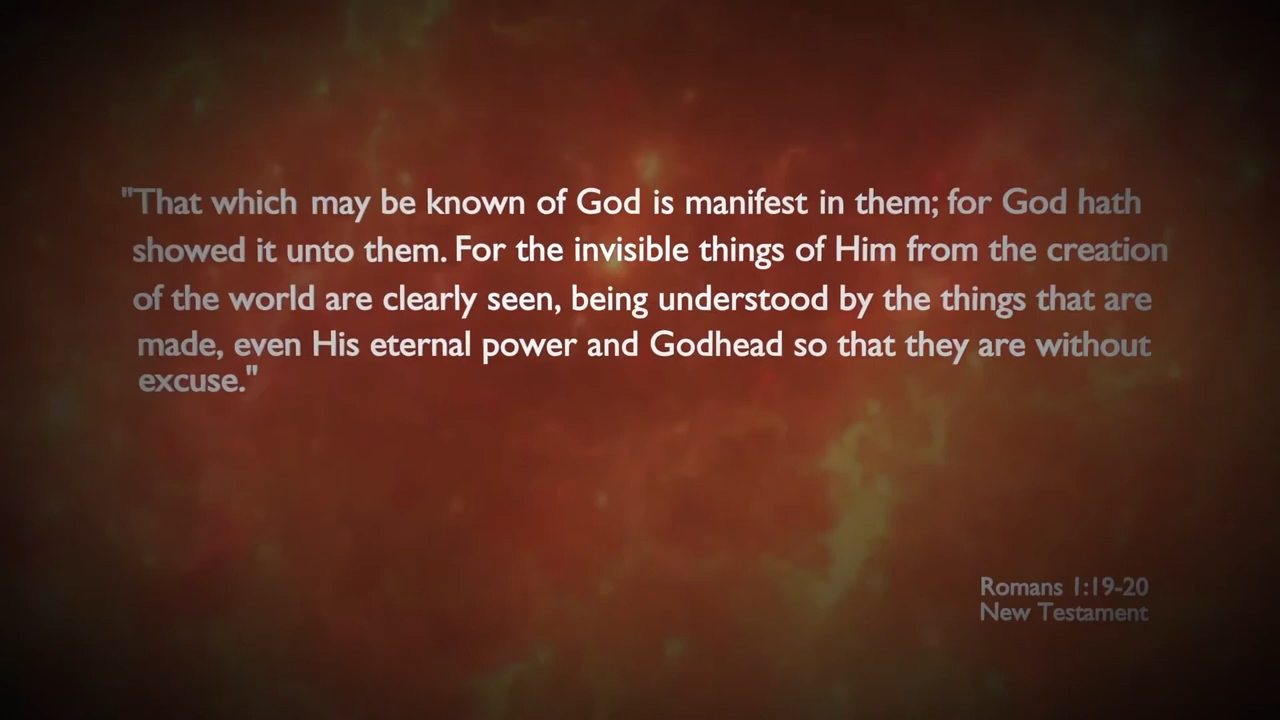 "That which may be known of God is manifest in them; for God hath
showed it unto them. For the invisible things of Him from the creation
of the world are clearly seen, being understood by the things that are
made, even His eternal power and Godhead so that they are without
excuse."
Romans 1:19-20
New Testament